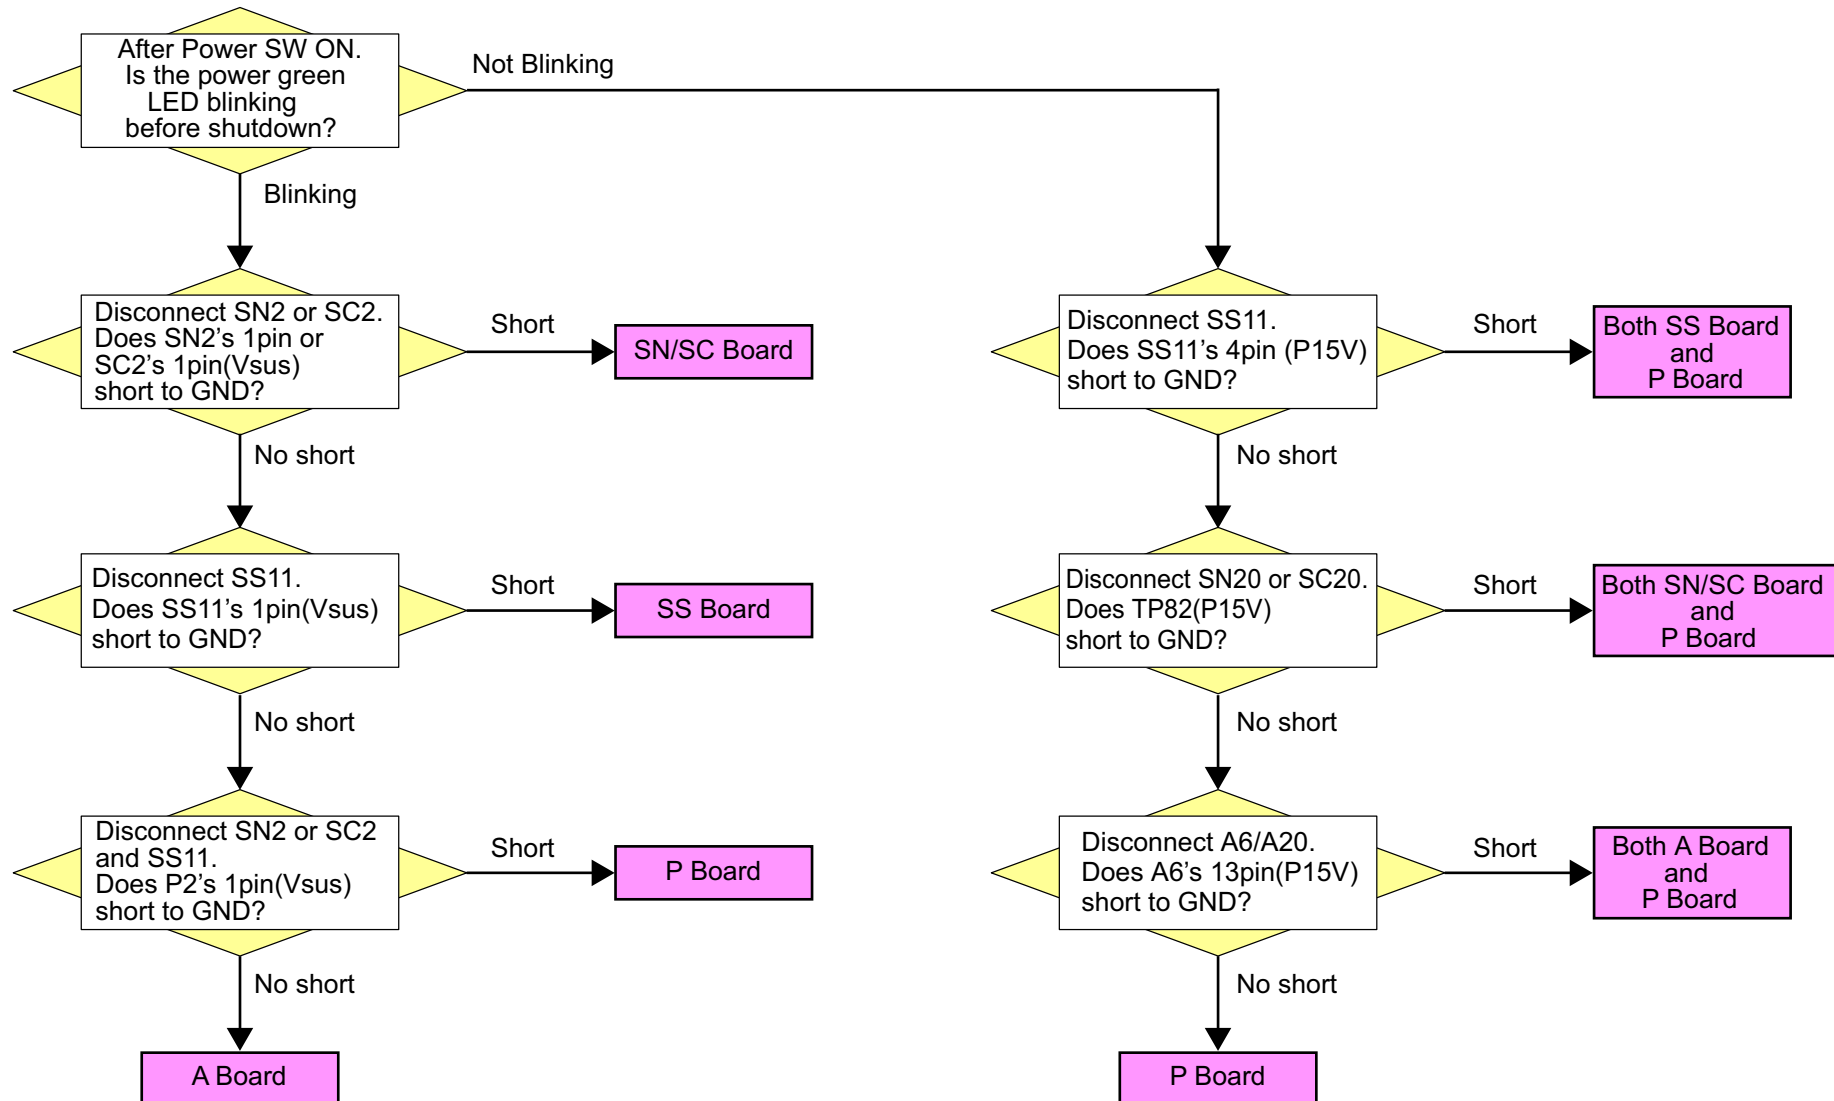 After Power SW ON.
Is the power green
LED blinking
before shutdown?
Not Blinking
Blinking
Disconnect SN2 or SC2.
Does SN2’s 1pin or
SC2’s 1pin(Vsus)
short to GND?
Short
SN/SC Board
No short
Disconnect SS11.
Does SS11’s 1pin(Vsus)
short to GND?
Short
SS Board
No short
Disconnect SN2 or SC2
and SS11.
Does P2’s 1pin(Vsus)
short to GND?
Short
P Board
No short
A Board
Disconnect SS11.
Does SS11’s 4pin (P15V)
short to GND?
Short
Both SS Board
and
P Board
No short
Disconnect SN20 or SC20.
Does TP82(P15V)
short to GND?
Short
Both SN/SC Board
and
P Board
No short
Disconnect A6/A20.
Does A6’s 13pin(P15V)
short to GND?
Short
Both A Board
and
P Board
No short
P Board